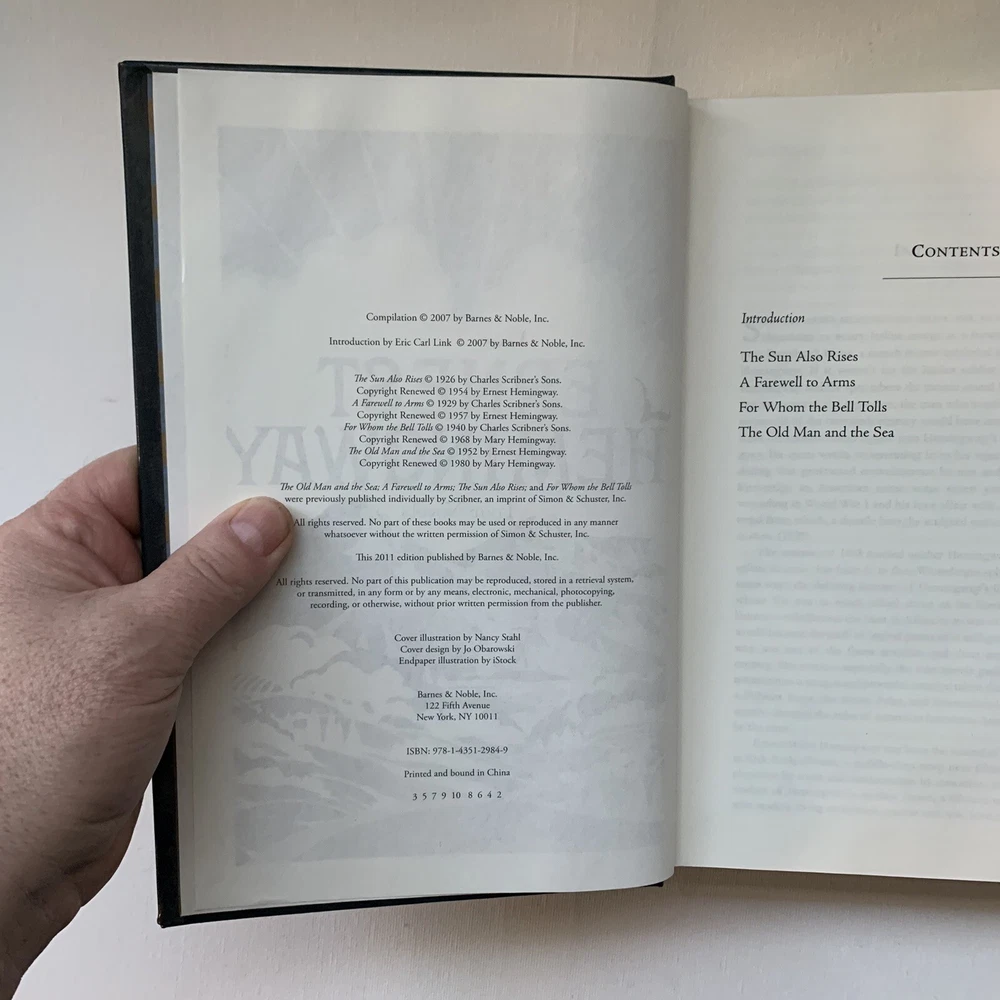 Compilation © 2007 by Barnes & Noble, Inc.
Introduction by Eric Carl Link © 2007 by Barnes & Noble, Inc.
The Sun Also Rises © 1926 by Charles Scribner's Sons.
Copyright Renewed © 1954 by Ernest Hemingway.
A Farewell to Arms © 1929 by Charles Scribner's Sons.
Copyright Renewed © 1957 by Ernest Hemingway.
For Whom the Bell Tolls © 1940 by Charles Scribner's Sons.
Copyright Renewed © 1968 by Mary Hemingway.
The Old Man and the Sea © 1952 by Ernest Hemingway.
Copyright Renewed © 1980 by Mary Hemingway.
The Old Man and the Sea; A Farewell to Arms; The Sun Also Rises; and For Whom the Bell Tolls
were previously published individually by Scribner, an imprint of Simon & Schuster, Inc.
All rights reserved. No part of these books may be used or reproduced in any manner
whatsoever without the written permission of Simon & Schuster, Inc.
This 2011 edition published by Barnes & Noble, Inc.
All rights reserved. No part of this publication may be reproduced, stored in a retrieval system,
or transmitted, in any form or by any means, electronic, mechanical, photocopying,
recording, or otherwise, without prior written permission from the publisher.
Cover illustration by Nancy Stahl
Cover design by Jo Obarowski
Endpaper illustration by iStock
Barnes & Noble, Inc.
122 Fifth Avenue
New York, NY 10011
ISBN: 978-1-4351-2984-9
Printed and bound in China
3 5 7 9 10 8 6 4 2
Contents
Introduction
The Sun Also Rises
A Farewell to Arms
For Whom the Bell Tolls
The Old Man and the Sea